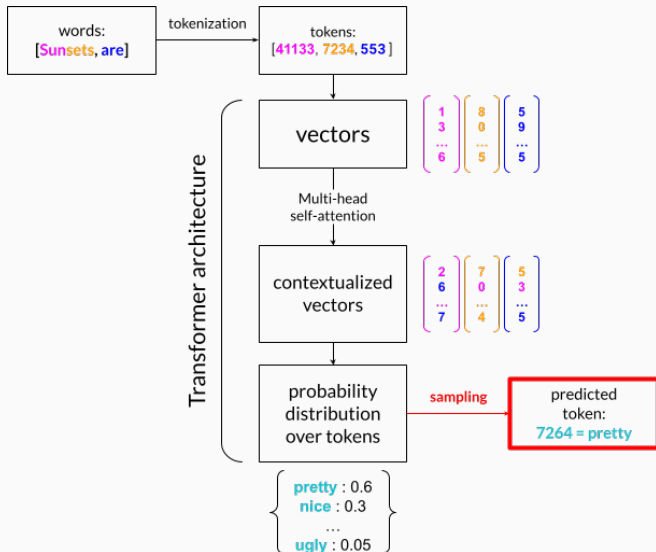 words:
[Sunsets, are]
tokenization
tokens:
[41133, 7234, 553 ]
Transformer architecture
vectors
1 8 5
3 0 9
... ... ...
6 5 5
Multi-head
self-attention
contextualized
vectors
2 7 5
6 0 3
... ... ...
7 4 5
probability
distribution
over tokens
sampling
predicted
token:
7264 = pretty
pretty : 0.6
nice : 0.3
...
ugly : 0.05